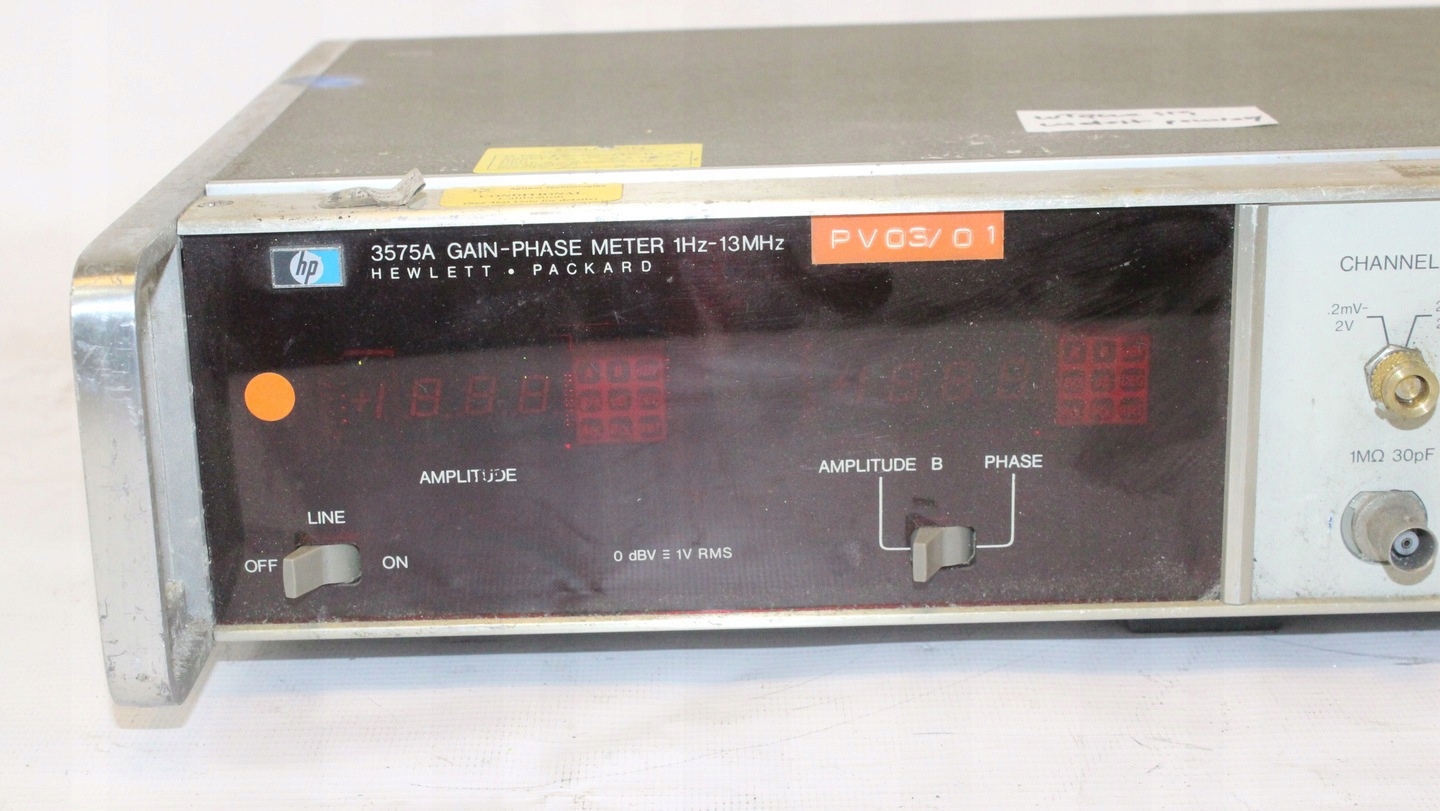 CONDITIONAL
hp
3575A GAIN-PHASE METER 1Hz-13MHz
HEWLETT • PACKARD
PV03/01
CHANNEL
.2mV-
2V
AMPLITUDE
AMPLITUDE B PHASE
1MΩ 30pF
LINE
OFF ON
0 dBV ≡ 1V RMS